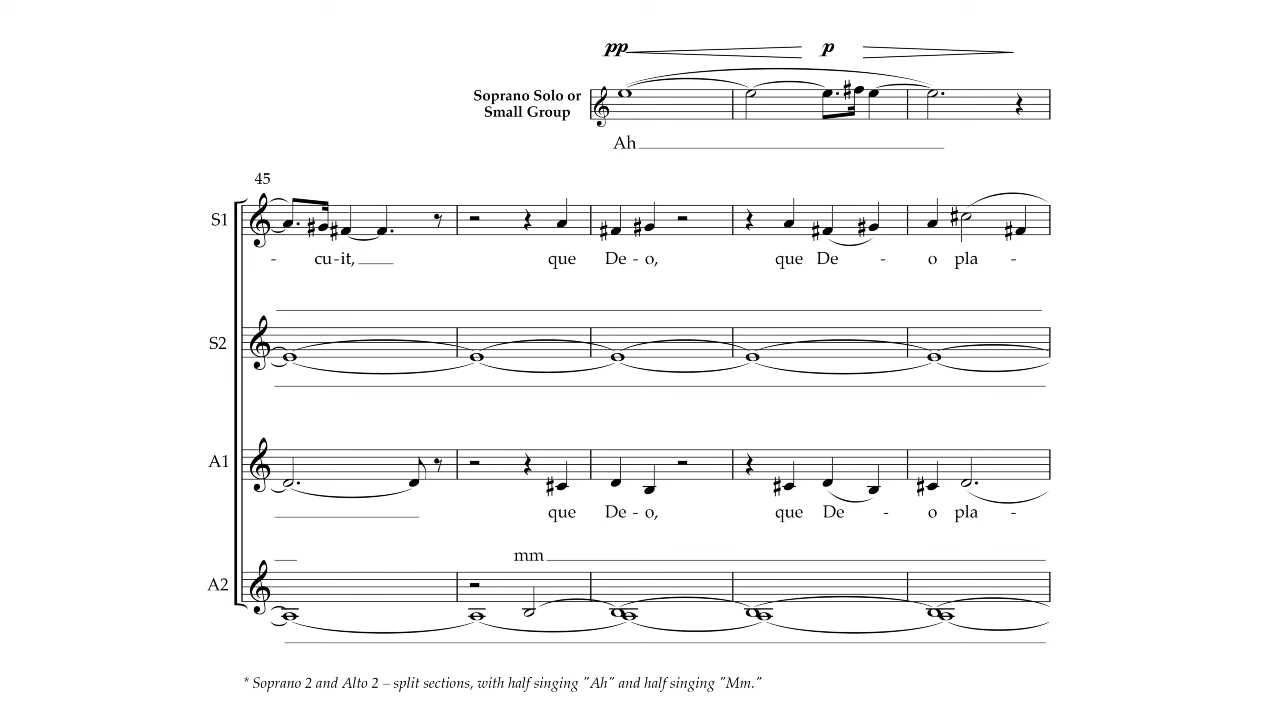 pp p
Soprano Solo or
Small Group
Ah
45
S1
- cu-it, que De - o, que De - o pla -
S2
A1
que De - o, que De - o pla -
mm
A2
* Soprano 2 and Alto 2 – split sections, with half singing "Ah" and half singing "Mm."